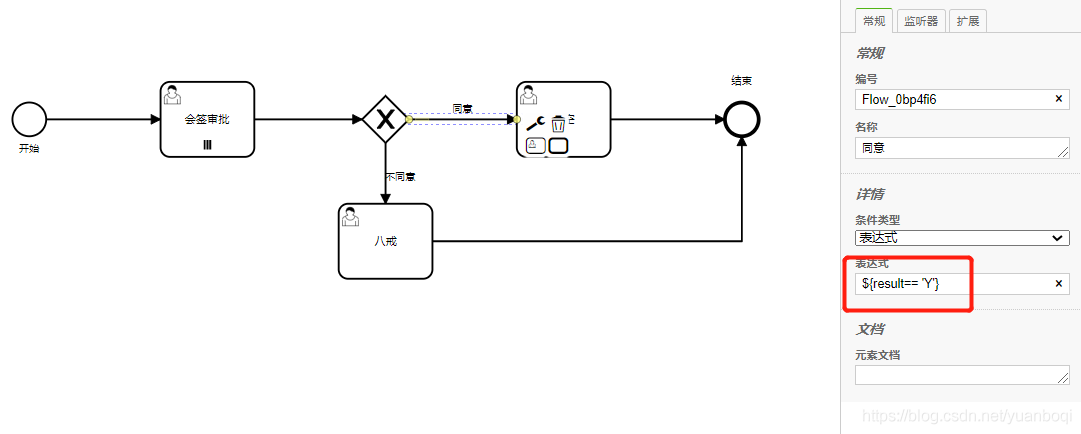 开始
会签审批
同意
不同意
八戒
结束
常规
监听器
扩展
常规
编号
Flow_0bp4fi6
名称
同意
详情
条件类型
表达式
表达式
${result== 'Y'}
文档
元素文档
https://blog.csdn.net/yuanboqi